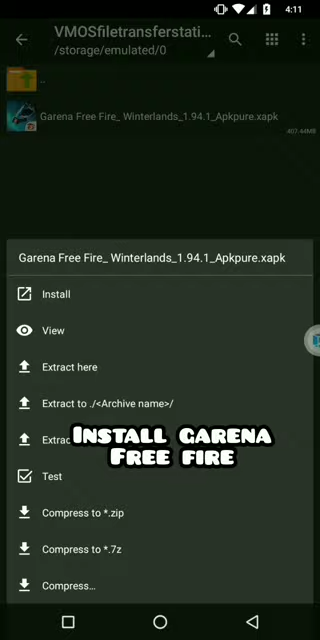 4:11
VMOSfiletransferstati...
/storage/emulated/0
..
Garena Free Fire_ Winterlands_1.94.1_Apkpure.xapk
407.44MB
Garena Free Fire_ Winterlands_1.94.1_Apkpure.xapk
Install
View
Extract here
Extract to ./<Archive name>/
Extrac
INSTALL GARENA
FREE FIRE
Test
Compress to *.zip
Compress to *.7z
Compress...